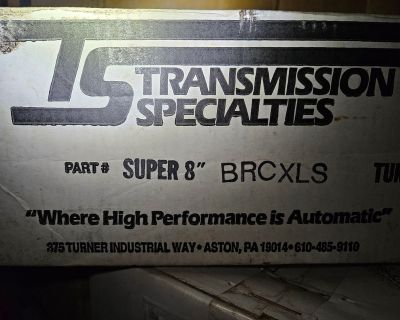 TS TRANSMISSION
SPECIALTIES
PART# SUPER 8" BRCXLS
"Where High Performance is Automatic"
375 TURNER INDUSTRIAL WAY • ASTON, PA 19014 • 610-485-9110